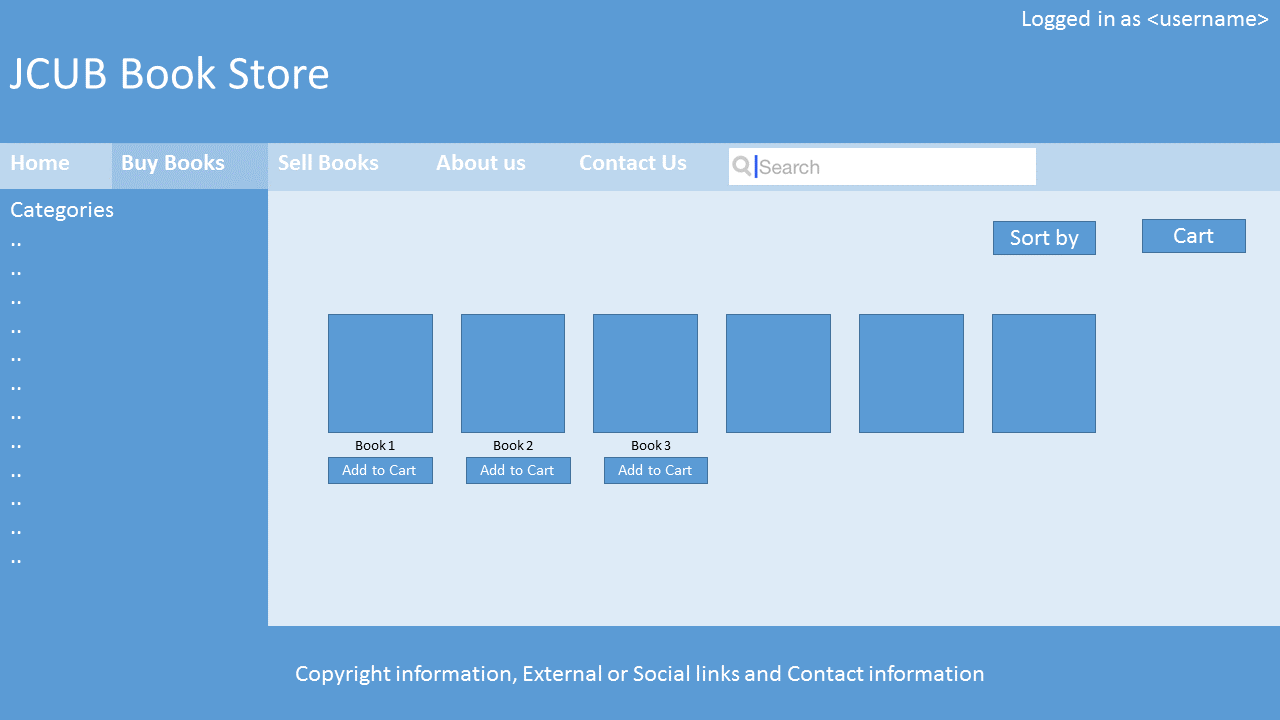 Logged in as <username>
JCUB Book Store
Home Buy Books Sell Books About us Contact Us Search
Categories
..
..
..
..
..
..
..
..
..
..
..
..
Sort by Cart
Book 1 Book 2 Book 3
Add to Cart Add to Cart Add to Cart
Copyright information, External or Social links and Contact information